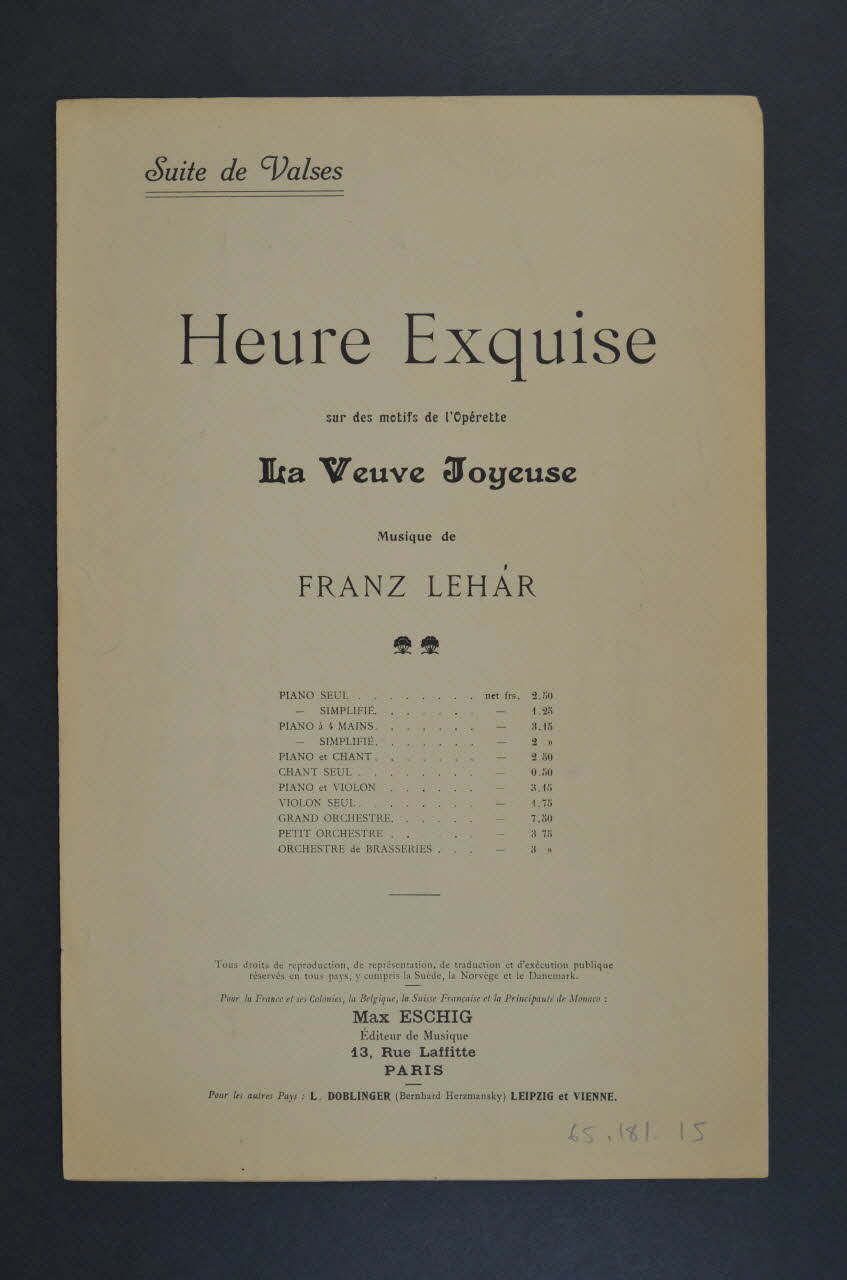 Suite de Valses
Heure Exquise
sur des motifs de l'Opérette
La Veuve Joyeuse
Musique de
FRANZ LEHÁR
PIANO SEUL . . . . . . . . net frs. 2.50
— SIMPLIFIÉ. . . . . . . — 1.25
PIANO à 4 MAINS. . . . . . . — 3.15
— SIMPLIFIÉ. . . . . . . — 2 »
PIANO et CHANT . . . . . . . — 2.50
CHANT SEUL . . . . . . . . — 0.50
PIANO et VIOLON . . . . . . — 3.15
VIOLON SEUL . . . . . . . . — 1.75
GRAND ORCHESTRE. . . . . . — 7.50
PETIT ORCHESTRE . . . . — 3 75
ORCHESTRE de BRASSERIES . . . — 3 »
Tous droits de reproduction, de représentation, de traduction et d'exécution publique
réservés en tous pays, y compris la Suède, la Norvège et le Danemark.
Pour la France et ses Colonies, la Belgique, la Suisse Française et la Principauté de Monaco :
Max ESCHIG
Éditeur de Musique
13, Rue Laffitte
PARIS
Pour les autres Pays : L. DOBLINGER (Bernhard Herzmansky) LEIPZIG et VIENNE.
65.181.15